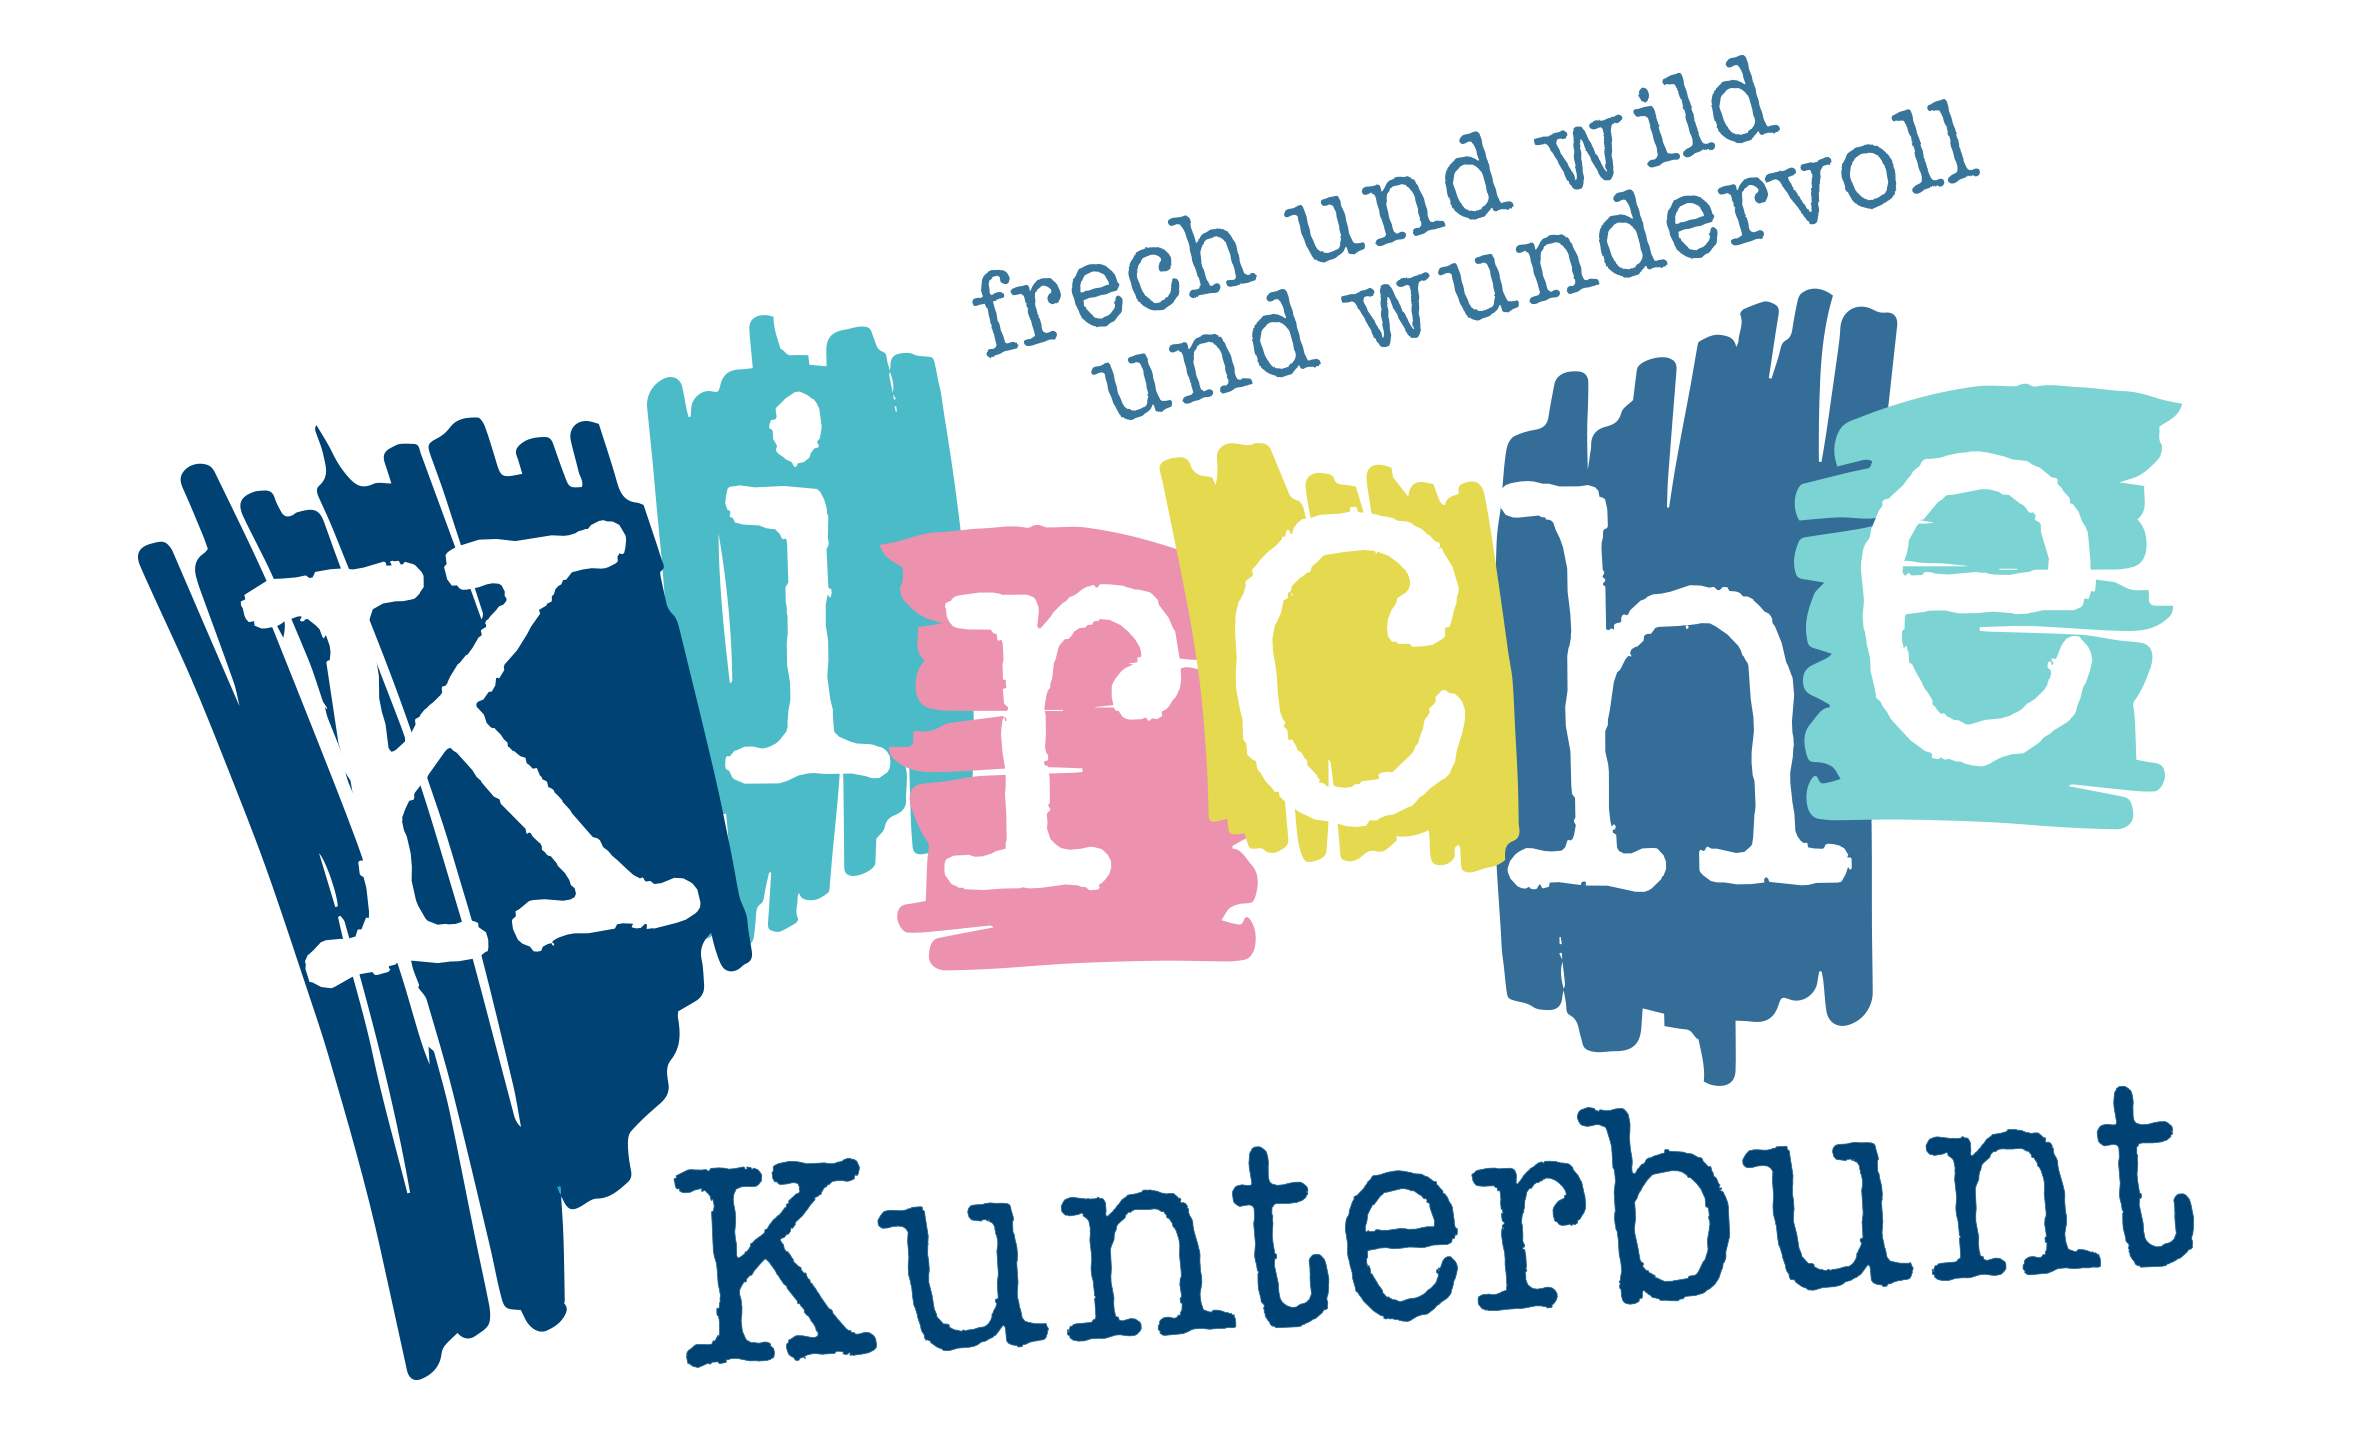 frech und wild
und wundervoll
Kirche
Kunterbunt